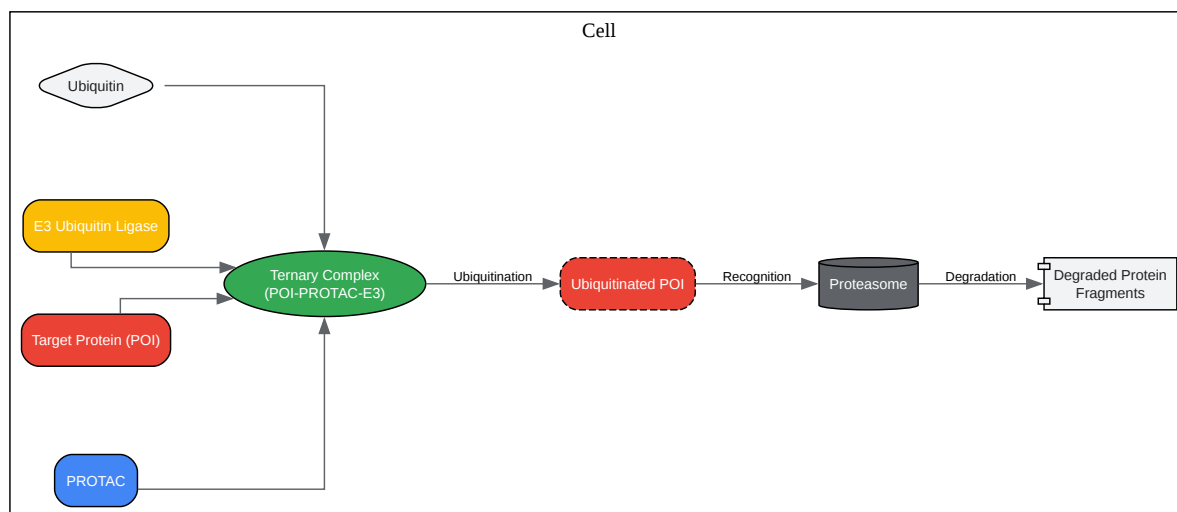 Cell
Ubiquitin
E3 Ubiquitin Ligase
Target Protein (POI)
PROTAC
Ternary Complex
(POI-PROTAC-E3)
Ubiquitination
Ubiquitinated POI
Recognition
Proteasome
Degradation
Degraded Protein
Fragments